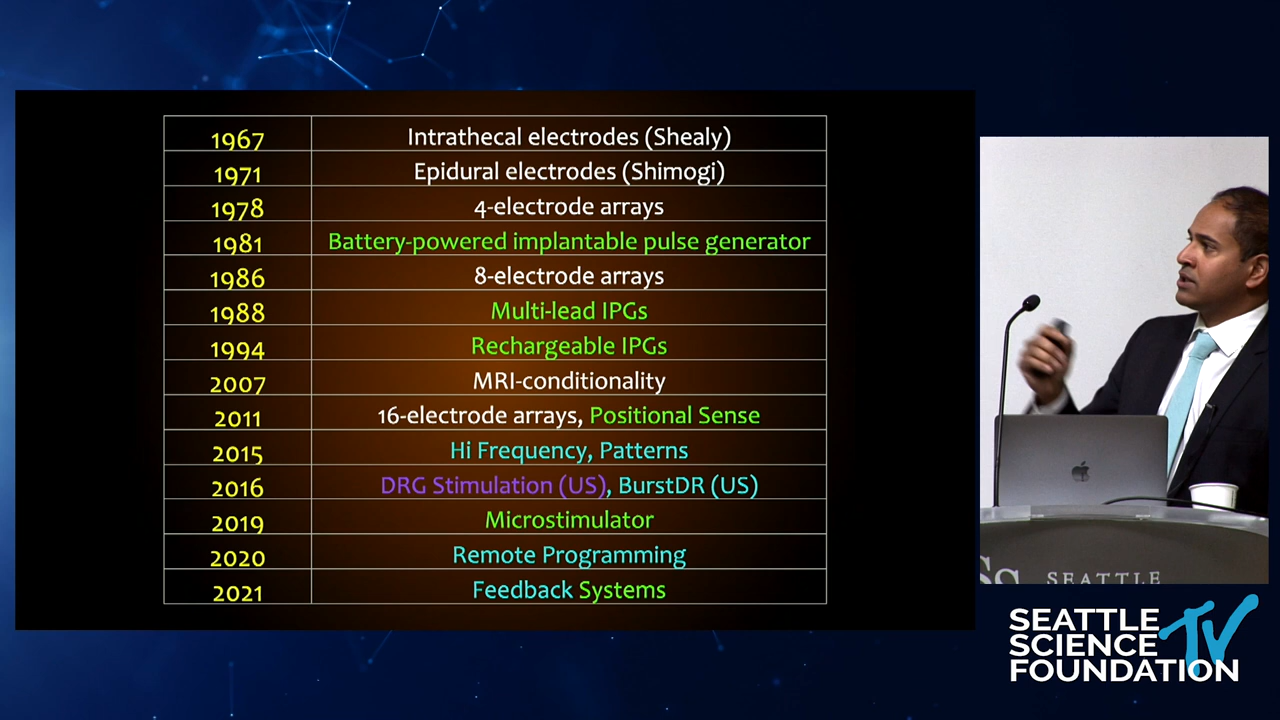 1967 Intrathecal electrodes (Shealy)
1971 Epidural electrodes (Shimogi)
1978 4-electrode arrays
1981 Battery-powered implantable pulse generator
1986 8-electrode arrays
1988 Multi-lead IPGs
1994 Rechargeable IPGs
2007 MRI-conditionality
2011 16-electrode arrays, Positional Sense
2015 Hi Frequency, Patterns
2016 DRG Stimulation (US), BurstDR (US)
2019 Microstimulator
2020 Remote Programming
2021 Feedback Systems
SEATTLE
SEATTLE
SCIENCE TV
FOUNDATION